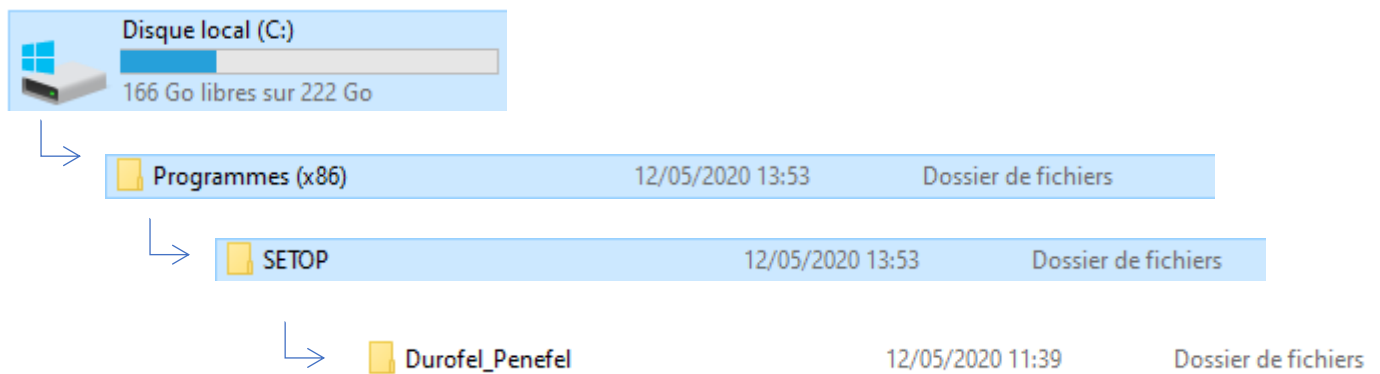 Disque local (C:)
166 Go libres sur 222 Go
Programmes (x86) 12/05/2020 13:53 Dossier de fichiers
SETOP 12/05/2020 13:53 Dossier de fichiers
Durofel_Penefel 12/05/2020 11:39 Dossier de fichiers